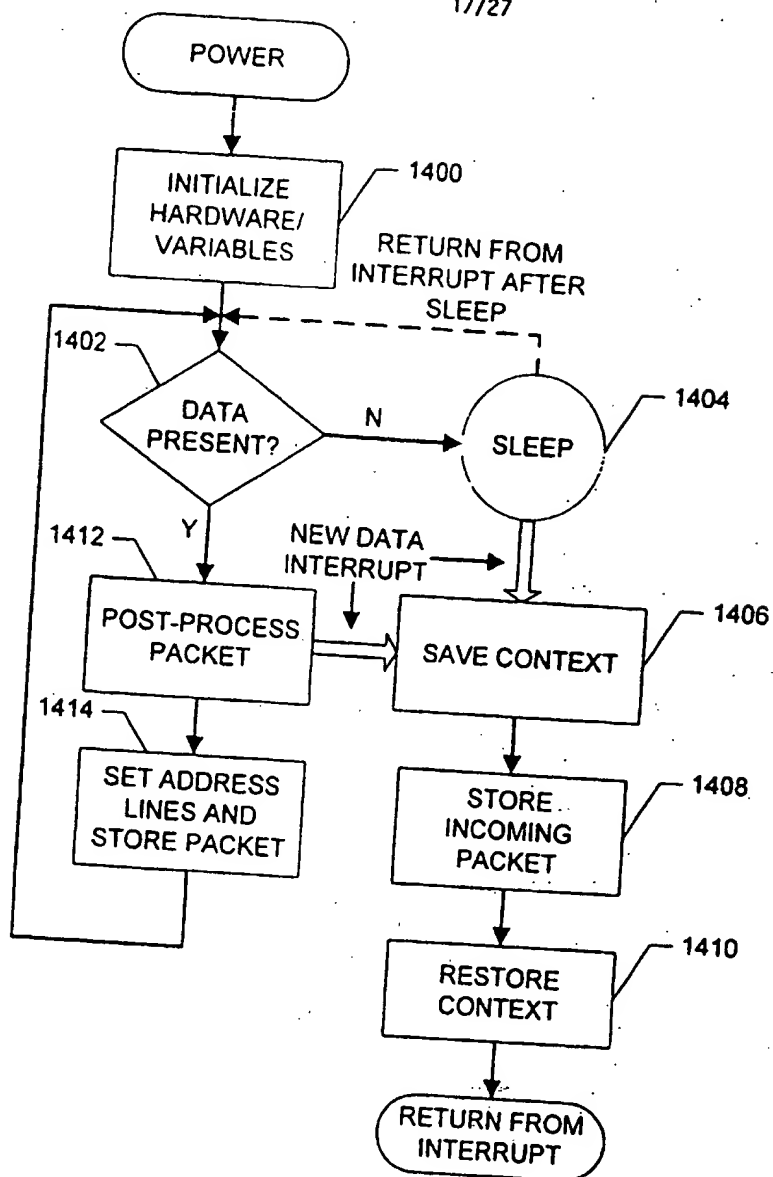 17/27
POWER
INITIALIZE
HARDWARE/
VARIABLES
1400
RETURN FROM
INTERRUPT AFTER
SLEEP
1402
DATA
PRESENT?
N
SLEEP
1404
Y
1412
NEW DATA
INTERRUPT
POST-PROCESS
PACKET
SAVE CONTEXT
1406
1414
SET ADDRESS
LINES AND
STORE PACKET
STORE
INCOMING
PACKET
1408
RESTORE
CONTEXT
1410
RETURN FROM
INTERRUPT